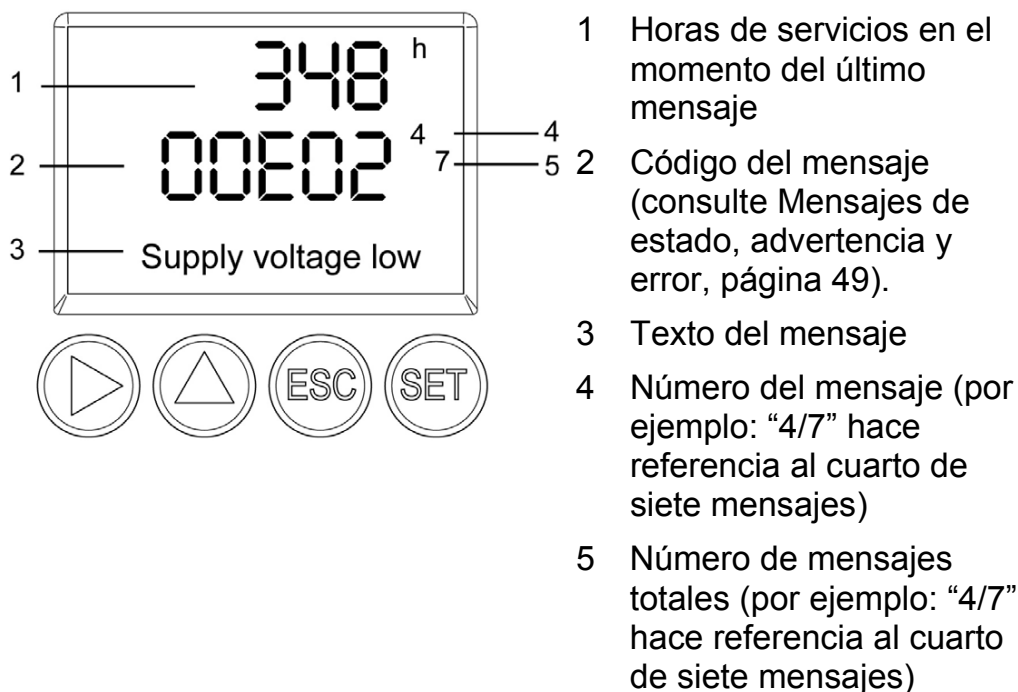 348 h
00E02 4
7
Supply voltage low
1
2
3
4
5
ESC SET
1 Horas de servicios en el
momento del último
mensaje
2 Código del mensaje
(consulte Mensajes de
estado, advertencia y
error, página 49).
3 Texto del mensaje
4 Número del mensaje (por
ejemplo: “4/7” hace
referencia al cuarto de
siete mensajes)
5 Número de mensajes
totales (por ejemplo: “4/7”
hace referencia al cuarto
de siete mensajes)